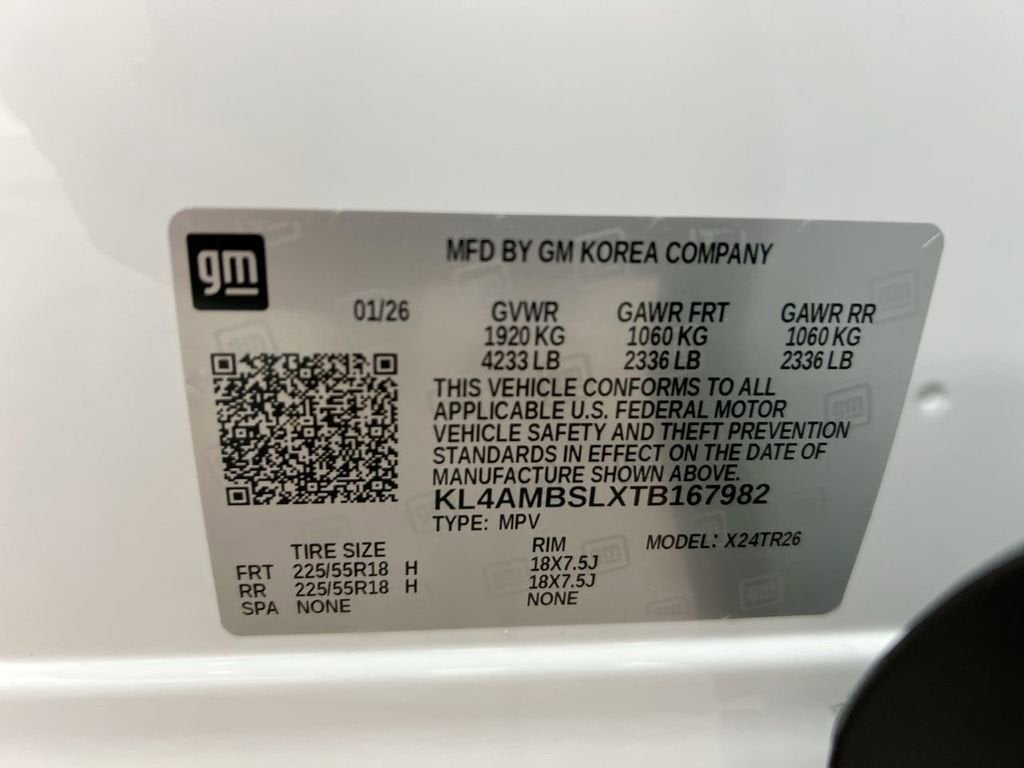 gm
MFD BY GM KOREA COMPANY
01/26 GVWR GAWR FRT GAWR RR
1920 KG 1060 KG 1060 KG
4233 LB 2336 LB 2336 LB
THIS VEHICLE CONFORMS TO ALL
APPLICABLE U.S. FEDERAL MOTOR
VEHICLE SAFETY AND THEFT PREVENTION
STANDARDS IN EFFECT ON THE DATE OF
MANUFACTURE SHOWN ABOVE.
KL4AMBSLXTB167982
TYPE: MPV MODEL: X24TR26
TIRE SIZE RIM
FRT 225/55R18 H 18X7.5J
RR 225/55R18 H 18X7.5J
SPA NONE NONE